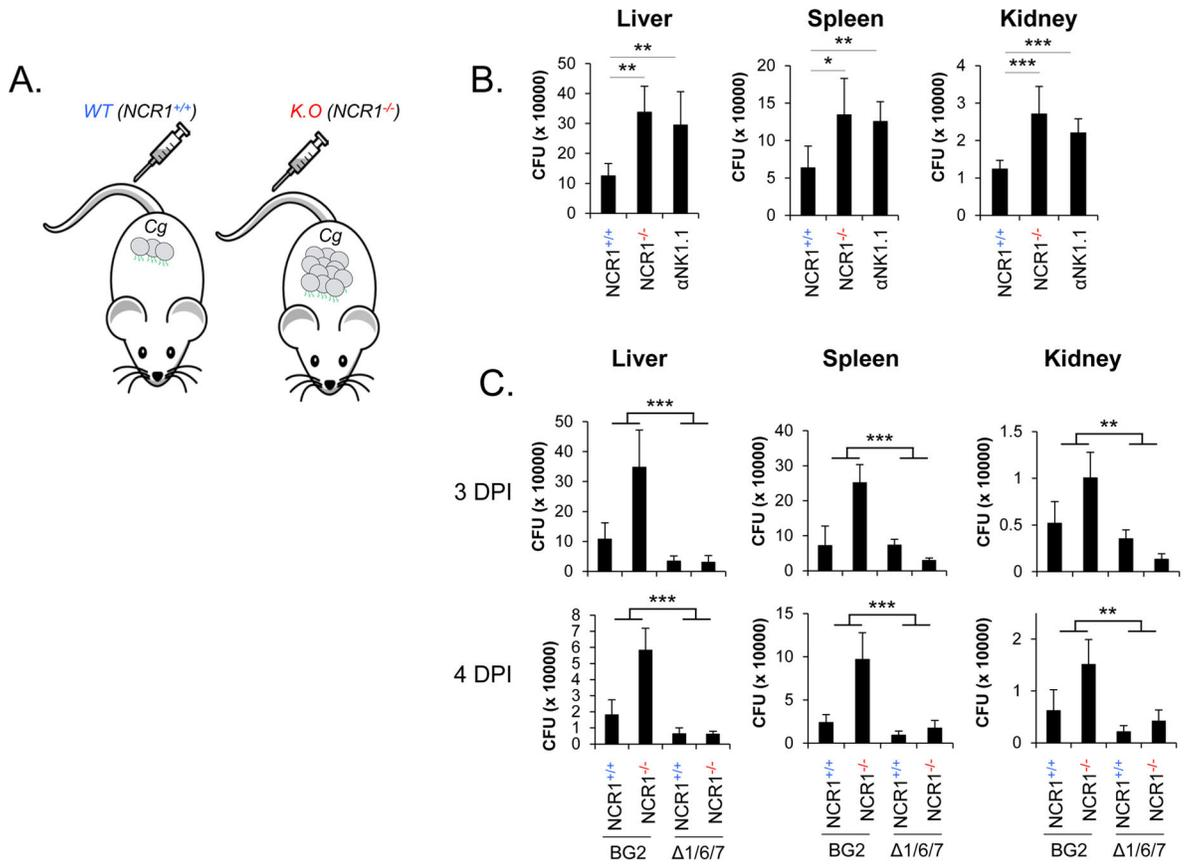 A.
WT (NCR1+/+)
K.O (NCR1-/-)
Cg
Cg
B.
Liver
Spleen
Kidney
CFU (x 10000)
50
40
30
20
10
0
**
**
NCR1+/+
NCR1-/-
αNK1.1
CFU (x 10000)
20
15
10
5
0
**
*
NCR1+/+
NCR1-/-
αNK1.1
CFU (x 10000)
4
3
2
1
0
***
***
NCR1+/+
NCR1-/-
αNK1.1
C.
Liver
Spleen
Kidney
3 DPI
CFU (x 10000)
50
40
30
20
10
0
***
CFU (x 10000)
40
30
20
10
0
***
CFU (x 10000)
1.5
1
0.5
0
**
4 DPI
CFU (x 10000)
8
7
6
5
4
3
2
1
0
***
CFU (x 10000)
15
10
5
0
***
CFU (x 10000)
2
1
0
**
NCR1+/+
NCR1-/-
NCR1+/+
NCR1-/-
BG2
Δ1/6/7
NCR1+/+
NCR1-/-
NCR1+/+
NCR1-/-
BG2
Δ1/6/7
NCR1+/+
NCR1-/-
NCR1+/+
NCR1-/-
BG2
Δ1/6/7